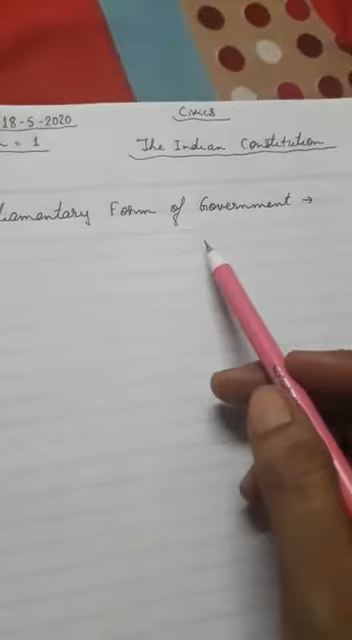 Civics
18-5-2020
= 1
The Indian Constitution
liamentary Form of Government →